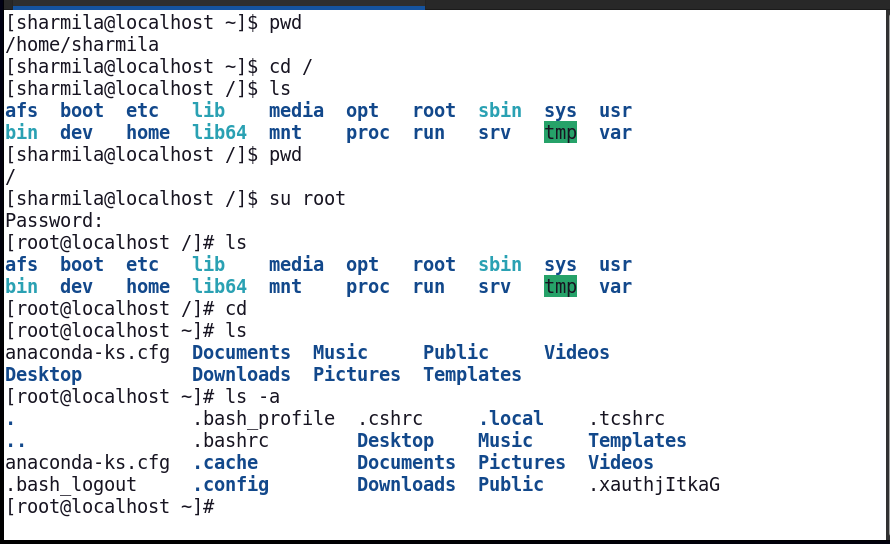 [sharmila@localhost ~]$ pwd
/home/sharmila
[sharmila@localhost ~]$ cd /
[sharmila@localhost /]$ ls
afs  boot  etc   lib    media  opt   root  sbin  sys  usr
bin  dev   home  lib64  mnt    proc  run   srv   tmp  var
[sharmila@localhost /]$ pwd
/
[sharmila@localhost /]$ su root
Password:
[root@localhost /]# ls
afs  boot  etc   lib    media  opt   root  sbin  sys  usr
bin  dev   home  lib64  mnt    proc  run   srv   tmp  var
[root@localhost /]# cd
[root@localhost ~]# ls
anaconda-ks.cfg  Documents  Music     Public     Videos
Desktop          Downloads  Pictures  Templates
[root@localhost ~]# ls -a
.                .bash_profile  .cshrc     .local    .tcshrc
..               .bashrc        Desktop    Music     Templates
anaconda-ks.cfg  .cache         Documents  Pictures  Videos
.bash_logout     .config        Downloads  Public    .xauthjItkaG
[root@localhost ~]#